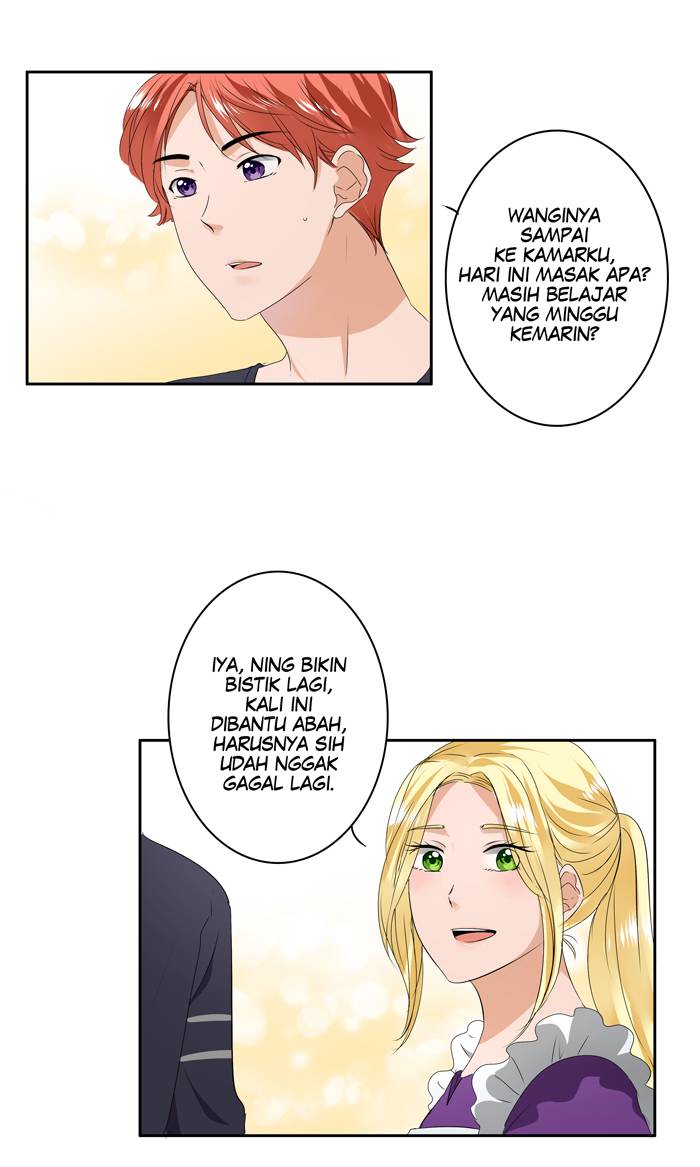 WANGINYA
SAMPAI
KE KAMARKU,
HARI INI MASAK APA?
MASIH BELAJAR
YANG MINGGU
KEMARIN?
IYA, NING BIKIN
BISTIK LAGI,
KALI INI
DIBANTU ABAH,
HARUSNYA SIH
UDAH NGGAK
GAGAL LAGI.